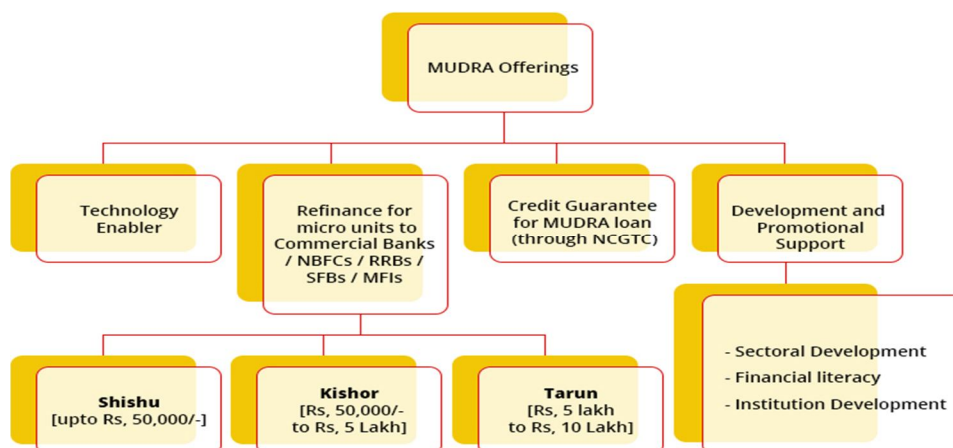 MUDRA Offerings
Technology
Enabler
Refinance for
micro units to
Commercial Banks
/ NBFCs / RRBs /
SFBs / MFIs
Credit Guarantee
for MUDRA loan
(through NCGTC)
Development and
Promotional
Support
Shishu
[upto Rs, 50,000/-]
Kishor
[Rs, 50,000/-
to Rs, 5 Lakh]
Tarun
[Rs, 5 lakh
to Rs, 10 Lakh]
- Sectoral Development
- Financial literacy
- Institution Development